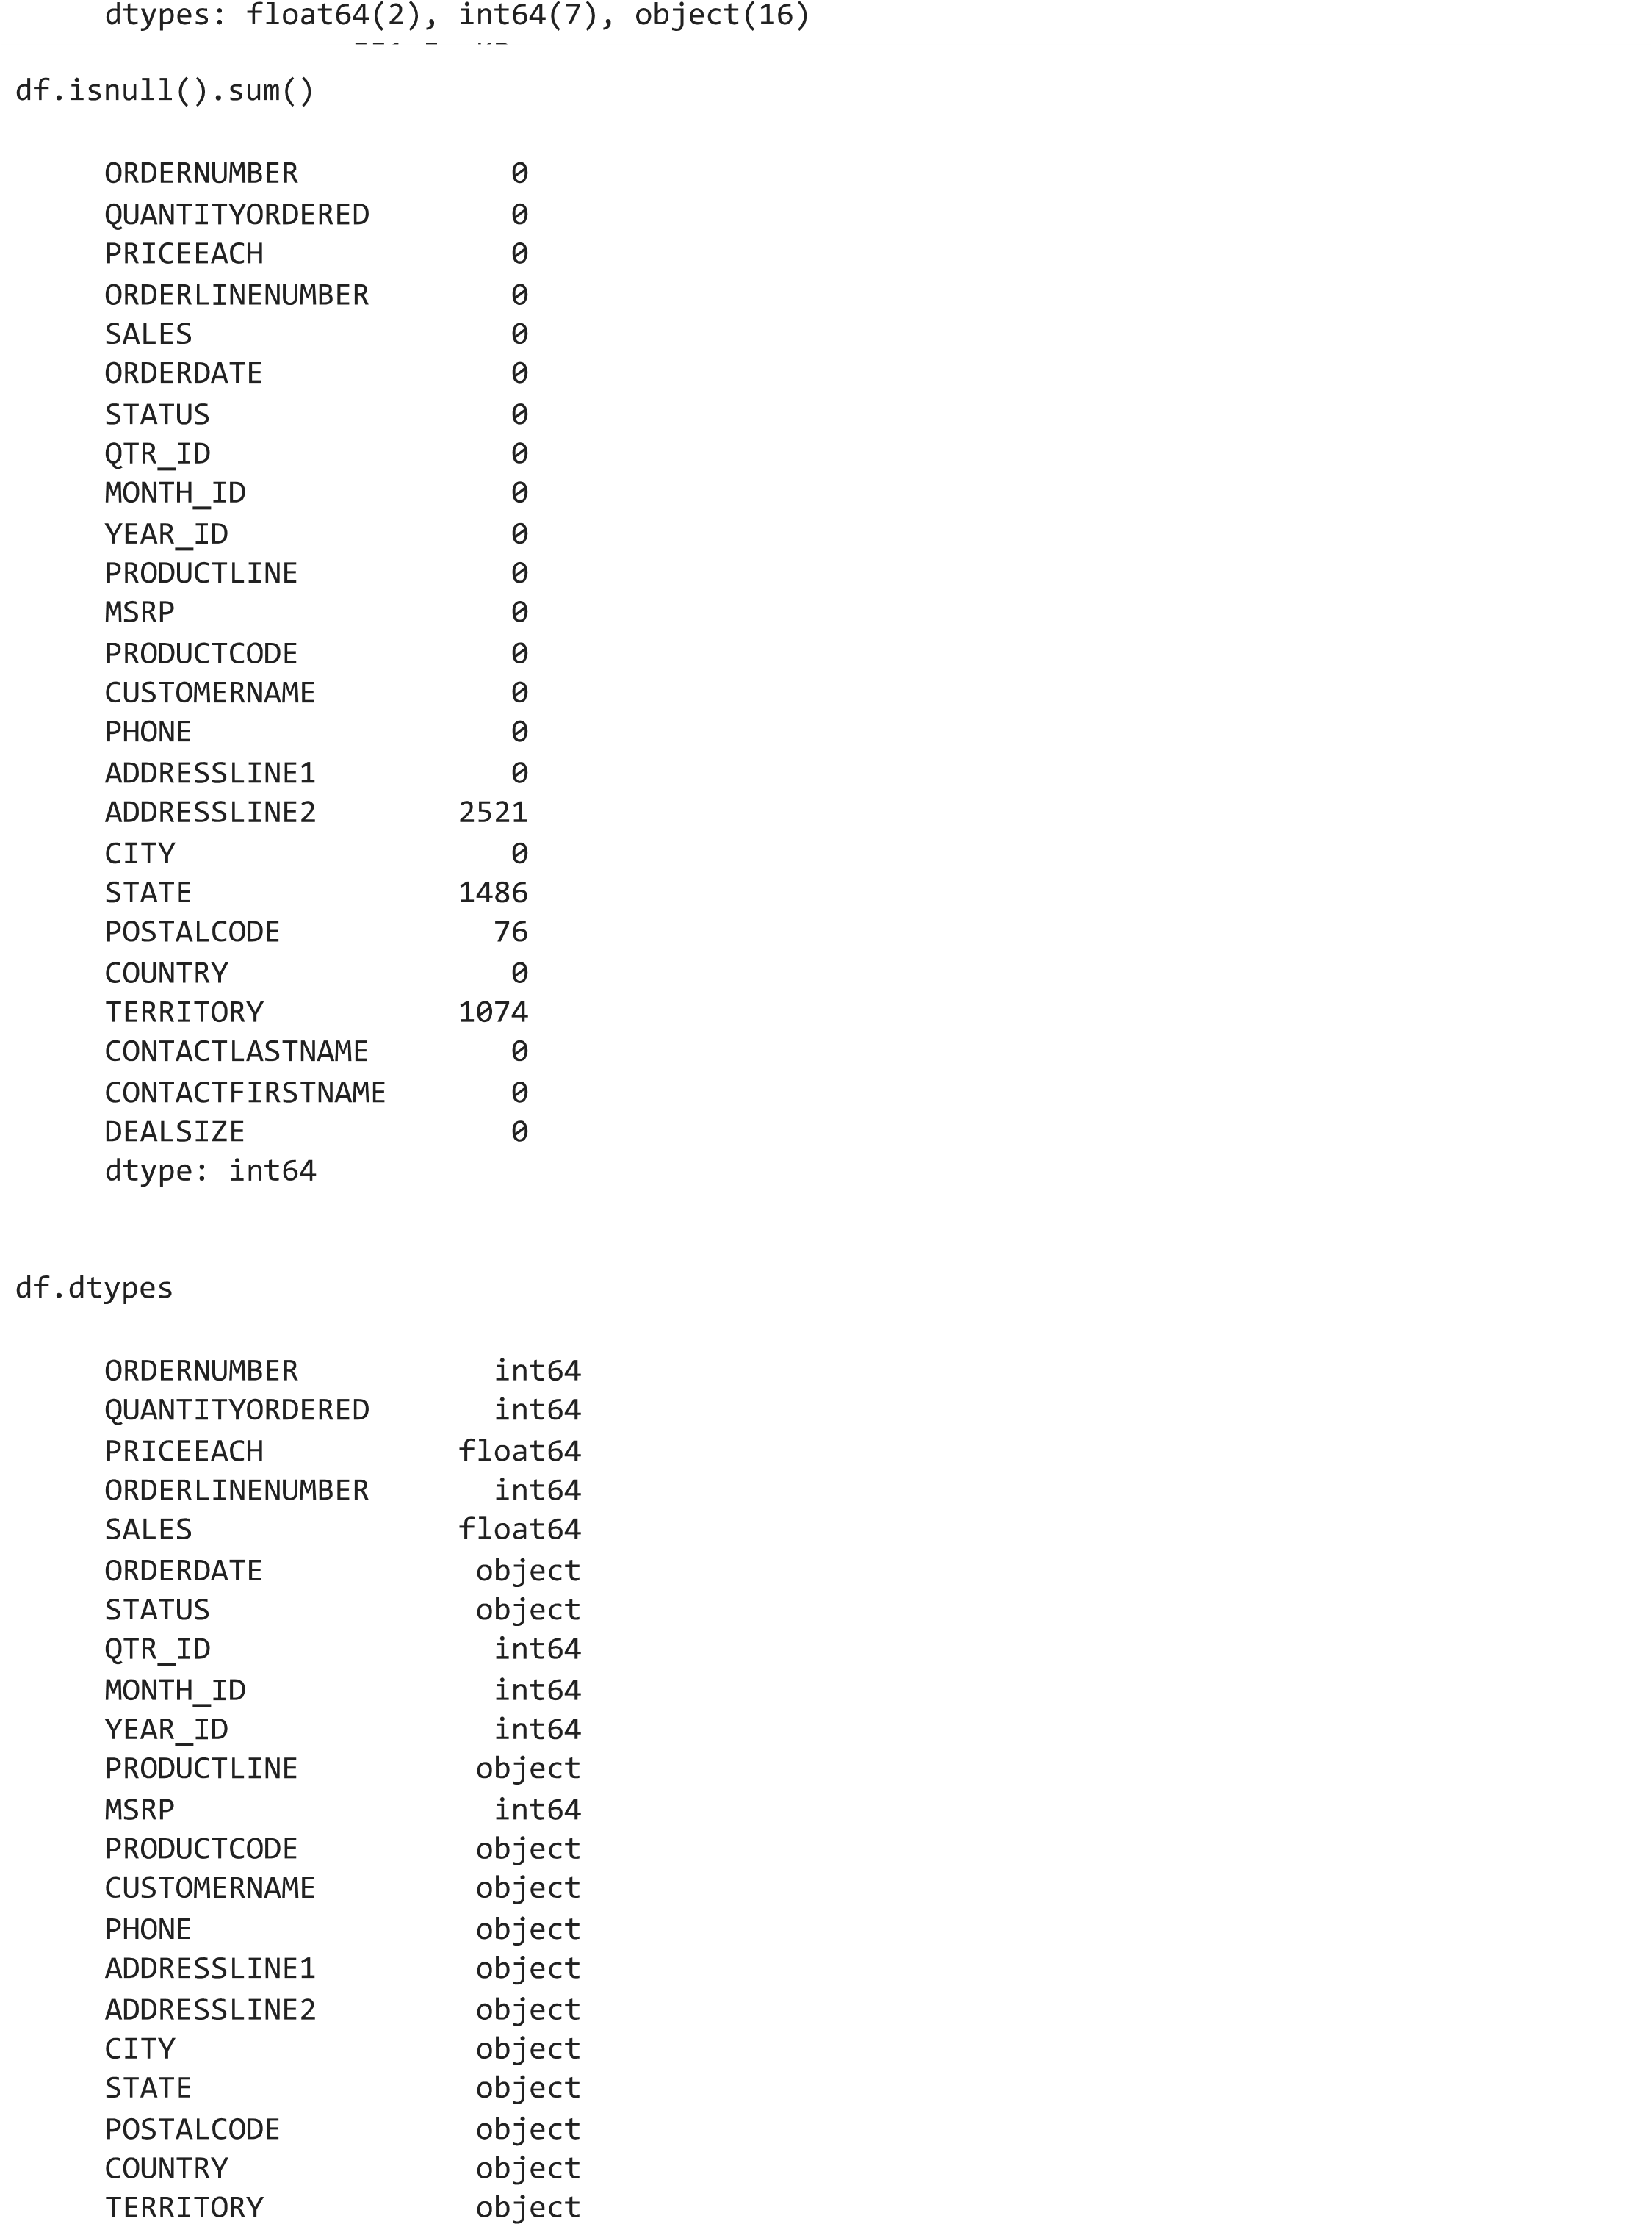 dtypes: float64(2), int64(7), object(16)
df.isnull().sum()
ORDERNUMBER 0
QUANTITYORDERED 0
PRICEEACH 0
ORDERLINENUMBER 0
SALES 0
ORDERDATE 0
STATUS 0
QTR_ID 0
MONTH_ID 0
YEAR_ID 0
PRODUCTLINE 0
MSRP 0
PRODUCTCODE 0
CUSTOMERNAME 0
PHONE 0
ADDRESSLINE1 0
ADDRESSLINE2 2521
CITY 0
STATE 1486
POSTALCODE 76
COUNTRY 0
TERRITORY 1074
CONTACTLASTNAME 0
CONTACTFIRSTNAME 0
DEALSIZE 0
dtype: int64
df.dtypes
ORDERNUMBER int64
QUANTITYORDERED int64
PRICEEACH float64
ORDERLINENUMBER int64
SALES float64
ORDERDATE object
STATUS object
QTR_ID int64
MONTH_ID int64
YEAR_ID int64
PRODUCTLINE object
MSRP int64
PRODUCTCODE object
CUSTOMERNAME object
PHONE object
ADDRESSLINE1 object
ADDRESSLINE2 object
CITY object
STATE object
POSTALCODE object
COUNTRY object
TERRITORY object